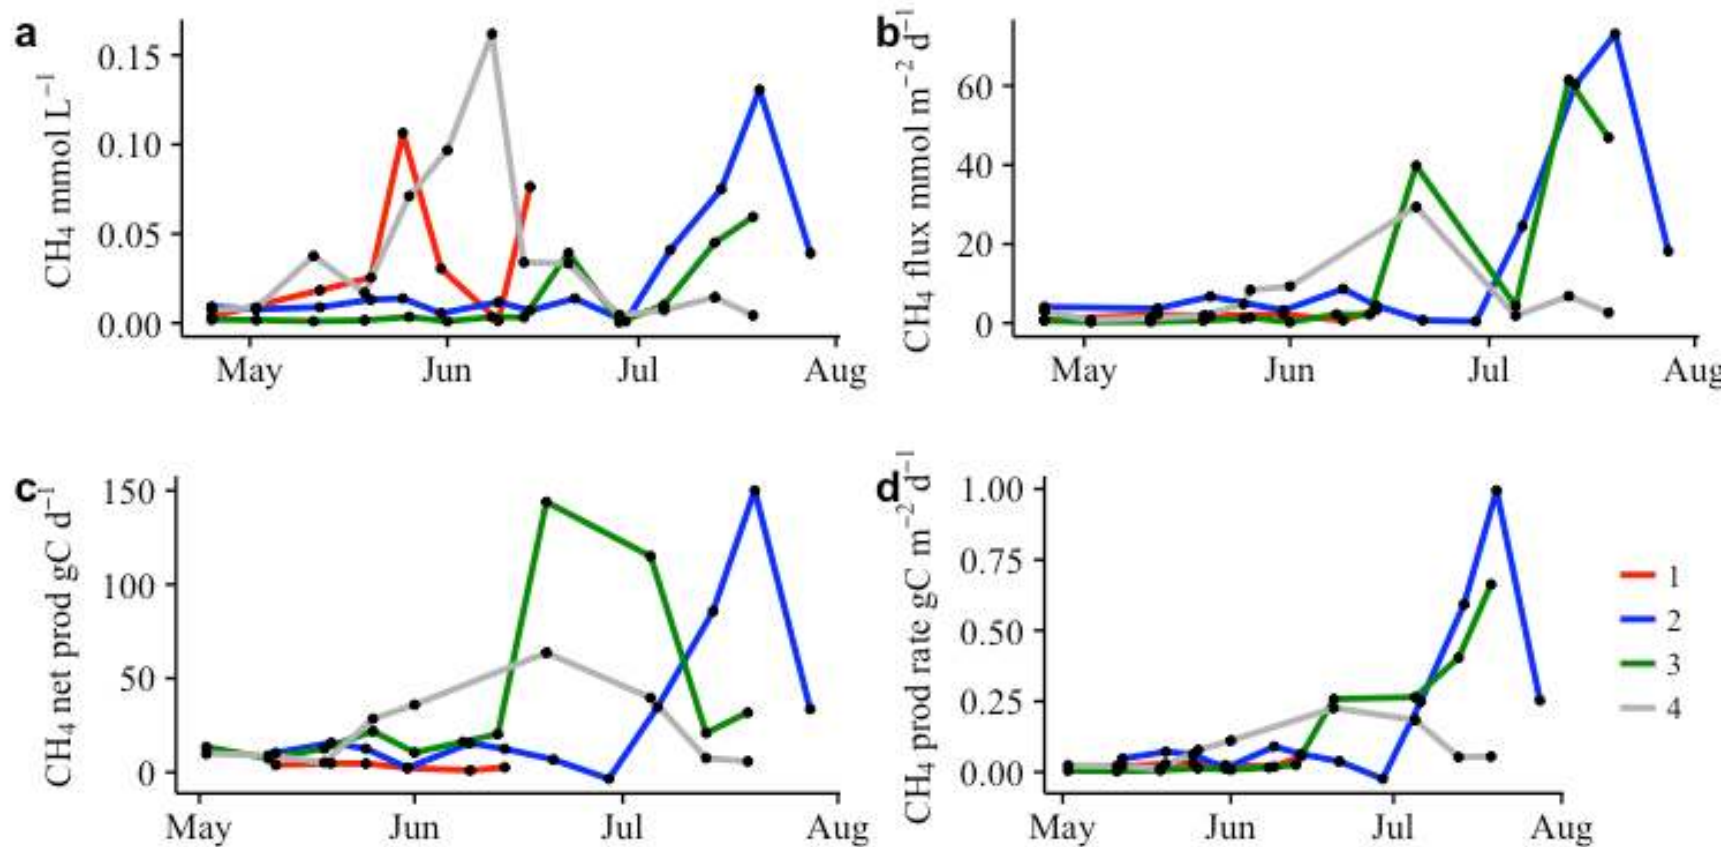 a
CH₄ mmol L⁻¹
0.15
0.10
0.05
0.00
May Jun Jul Aug
b
CH₄ flux mmol m⁻² d⁻¹
60
40
20
0
May Jun Jul Aug
c
CH₄ net prod gC d⁻¹
150
100
50
0
May Jun Jul Aug
d
CH₄ prod rate gC m⁻² d⁻¹
1.00
0.75
0.50
0.25
0.00
May Jun Jul Aug
1
2
3
4